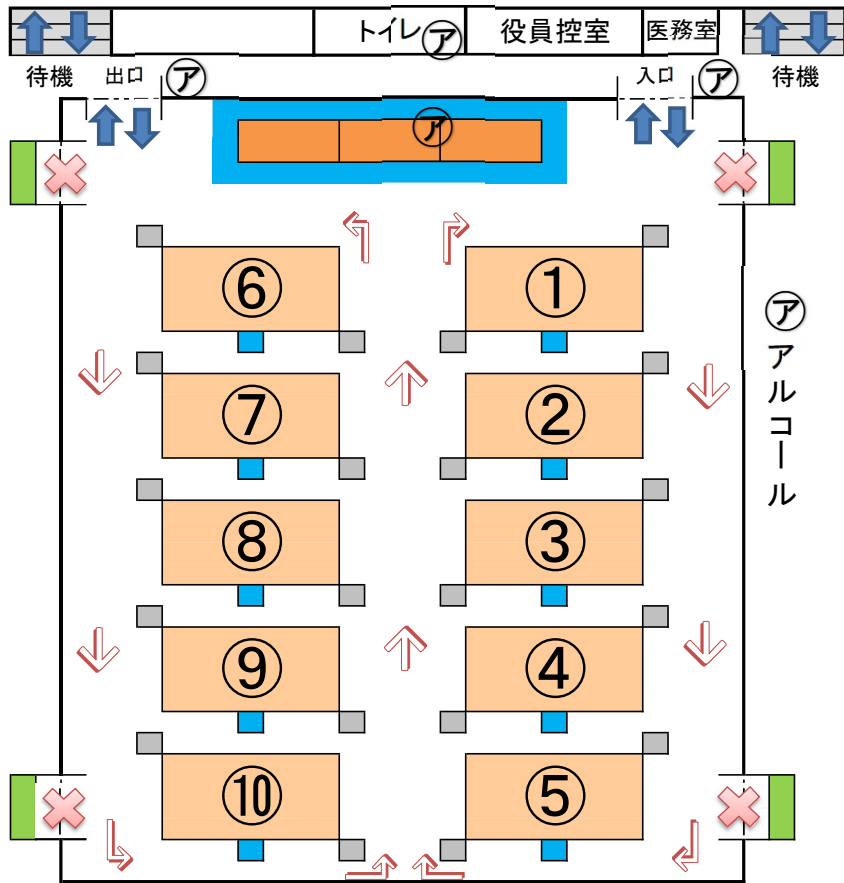 トイレ ㋐ 役員控室 医務室
待機 出口 ㋐ 入口 ㋐ 待機
㋐
⑥ ①
㋐アルコール
⑦ ②
⑧ ③
⑨ ④
⑩ ⑤